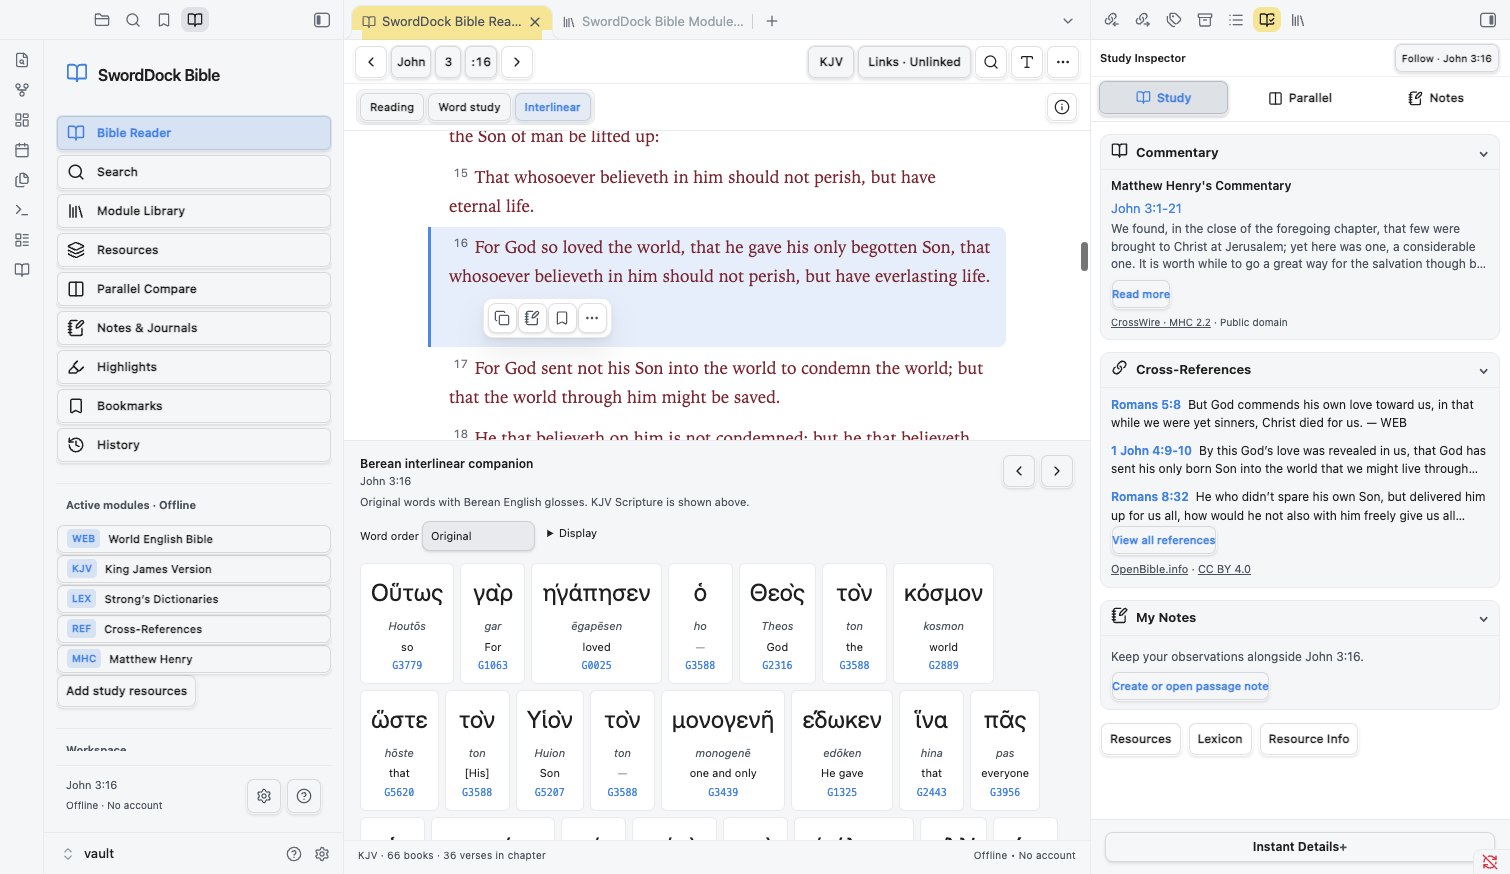 SwordDock Bible Rea...
SwordDock Bible Module...
SwordDock Bible
Bible Reader
Search
Module Library
Resources
Parallel Compare
Notes & Journals
Highlights
Bookmarks
History
Active modules · Offline
WEB World English Bible
KJV King James Version
LEX Strong's Dictionaries
REF Cross-References
MHC Matthew Henry
Add study resources
Workspace
John 3:16
Offline · No account
vault
John 3 :16
KJV Links · Unlinked
Reading Word study Interlinear
the Son of man be lifted up:
15 That whosoever believeth in him should not perish, but have
eternal life.
16 For God so loved the world, that he gave his only begotten Son, that
whosoever believeth in him should not perish, but have everlasting life.
17 For God sent not his Son into the world to condemn the world; but
that the world through him might be saved.
18 He that believeth on him is not condemned: but he that believeth
Berean interlinear companion
John 3:16
Original words with Berean English glosses. KJV Scripture is shown above.
Word order Original Display
Οὕτως γὰρ ἠγάπησεν ὁ Θεὸς τὸν κόσμον
Houtōs gar ēgapēsen ho Theos ton kosmon
so For loved — God the world
G3779 G1063 G0025 G3588 G2316 G3588 G2889
ὥστε τὸν Υἱὸν τὸν μονογενῆ ἔδωκεν ἵνα πᾶς
hōste ton Huion ton monogenē edōken hina pas
that [His] Son — one and only He gave that everyone
G5620 G3588 G5207 G3588 G3439 G1325 G2443 G3956
KJV · 66 books · 36 verses in chapter
Offline · No account
Study Inspector
Follow · John 3:16
Study Parallel Notes
Commentary
Matthew Henry's Commentary
John 3:1-21
We found, in the close of the foregoing chapter, that few were
brought to Christ at Jerusalem; yet here was one, a considerable
one. It is worth while to go a great way for the salvation though b...
Read more
CrossWire · MHC 2.2 · Public domain
Cross-References
Romans 5:8 But God commends his own love toward us, in that
while we were yet sinners, Christ died for us. — WEB
1 John 4:9-10 By this God's love was revealed in us, that God has
sent his only born Son into the world that we might live through...
Romans 8:32 He who didn't spare his own Son, but delivered him
up for us all, how would he not also with him freely give us all...
View all references
OpenBible.info · CC BY 4.0
My Notes
Keep your observations alongside John 3:16.
Create or open passage note
Resources Lexicon Resource Info
Instant Details+